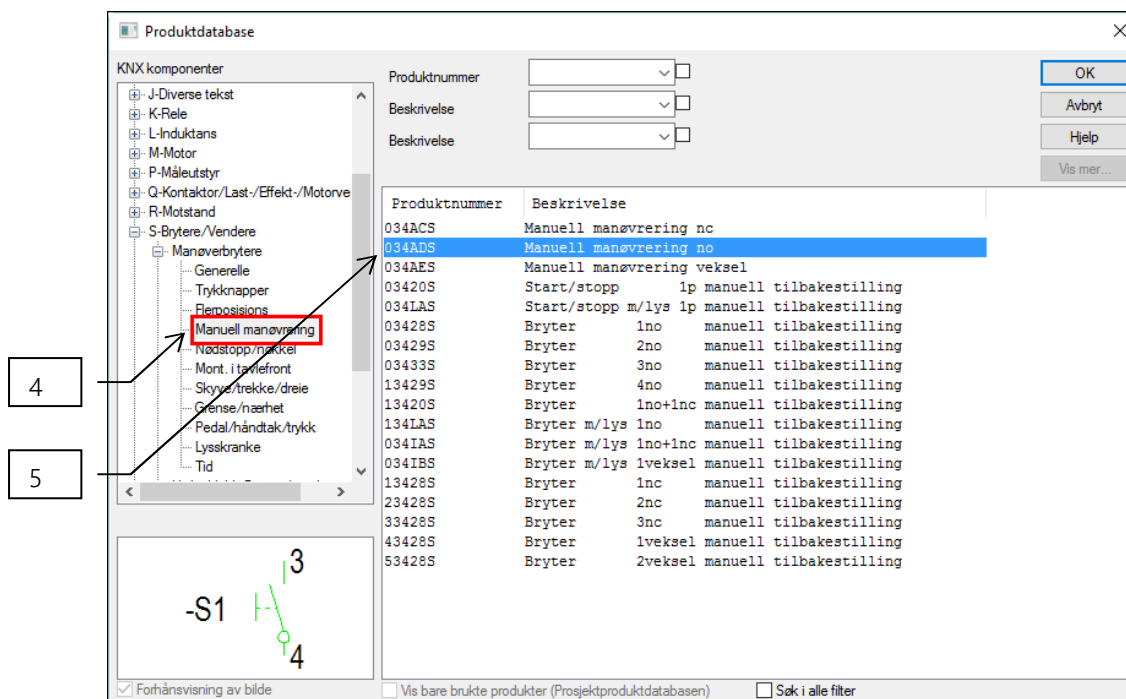 Produktdatabase
KNX komponenter
J-Diverse tekst
K-Rele
L-Induktans
M-Motor
P-Måleutstyr
Q-Kontaktor/Last-/Effekt-/Motorve
R-Motstand
S-Brytere/Vendere
Manøverbrytere
Generelle
Trykknapper
Flerposisions
Manuell manøvrering
Nødstopp/nøkkel
Mont. i tavlefront
Skyve/trekke/dreie
Grense/nærhet
Pedal/håndtak/trykk
Lysskranke
Tid
4
5
Produktnummer
Beskrivelse
Beskrivelse
OK
Avbryt
Hjelp
Vis mer...
Produktnummer Beskrivelse
034ACS Manuell manøvrering nc
034ADS Manuell manøvrering no
034AES Manuell manøvrering veksel
03420S Start/stopp 1p manuell tilbakestilling
034LAS Start/stopp m/lys 1p manuell tilbakestilling
03428S Bryter 1no manuell tilbakestilling
03429S Bryter 2no manuell tilbakestilling
03433S Bryter 3no manuell tilbakestilling
13429S Bryter 4no manuell tilbakestilling
13420S Bryter 1no+1nc manuell tilbakestilling
134LAS Bryter m/lys 1no manuell tilbakestilling
034IAS Bryter m/lys 1no+1nc manuell tilbakestilling
034IBS Bryter m/lys 1veksel manuell tilbakestilling
13428S Bryter 1nc manuell tilbakestilling
23428S Bryter 2nc manuell tilbakestilling
33428S Bryter 3nc manuell tilbakestilling
43428S Bryter 1veksel manuell tilbakestilling
53428S Bryter 2veksel manuell tilbakestilling
3
-S1
4
Forhånsvisning av bilde
Vis bare brukte produkter (Prosjektproduktdatabasen)
Søk i alle filter